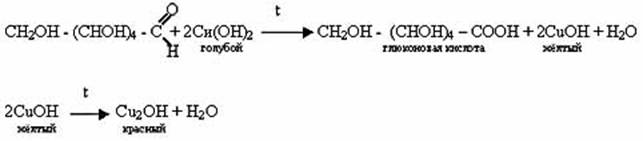 O
CH₂OH - (CHOH)₄ - C + 2Cu(OH)₂ t CH₂OH - (CHOH)₄ - COOH + 2CuOH + H₂O
H
голубой глюконовая кислота жёлтый
t
2CuOH Cu₂OH + H₂O
жёлтый красный